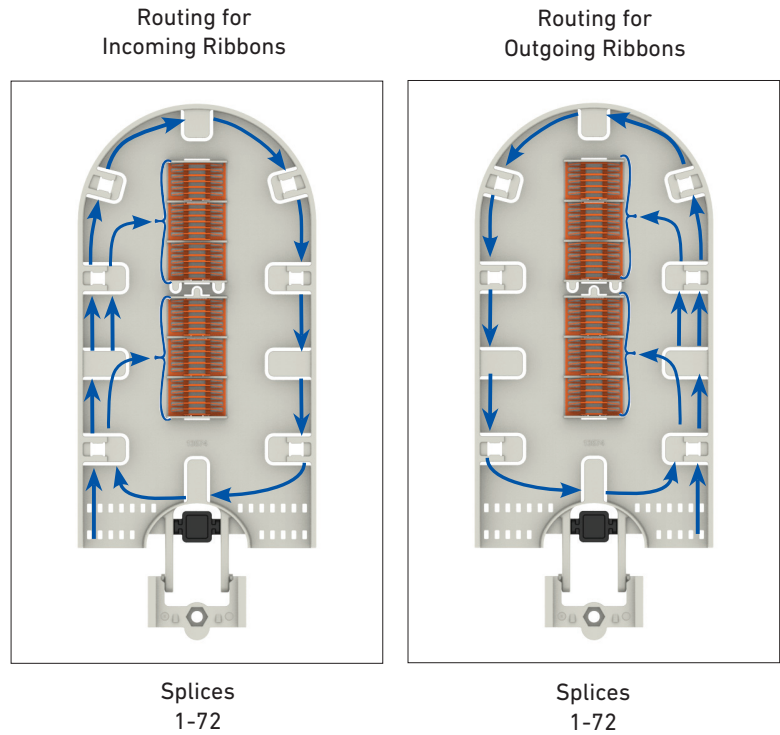 Routing for
Incoming Ribbons
Routing for
Outgoing Ribbons
Splices
1-72
Splices
1-72